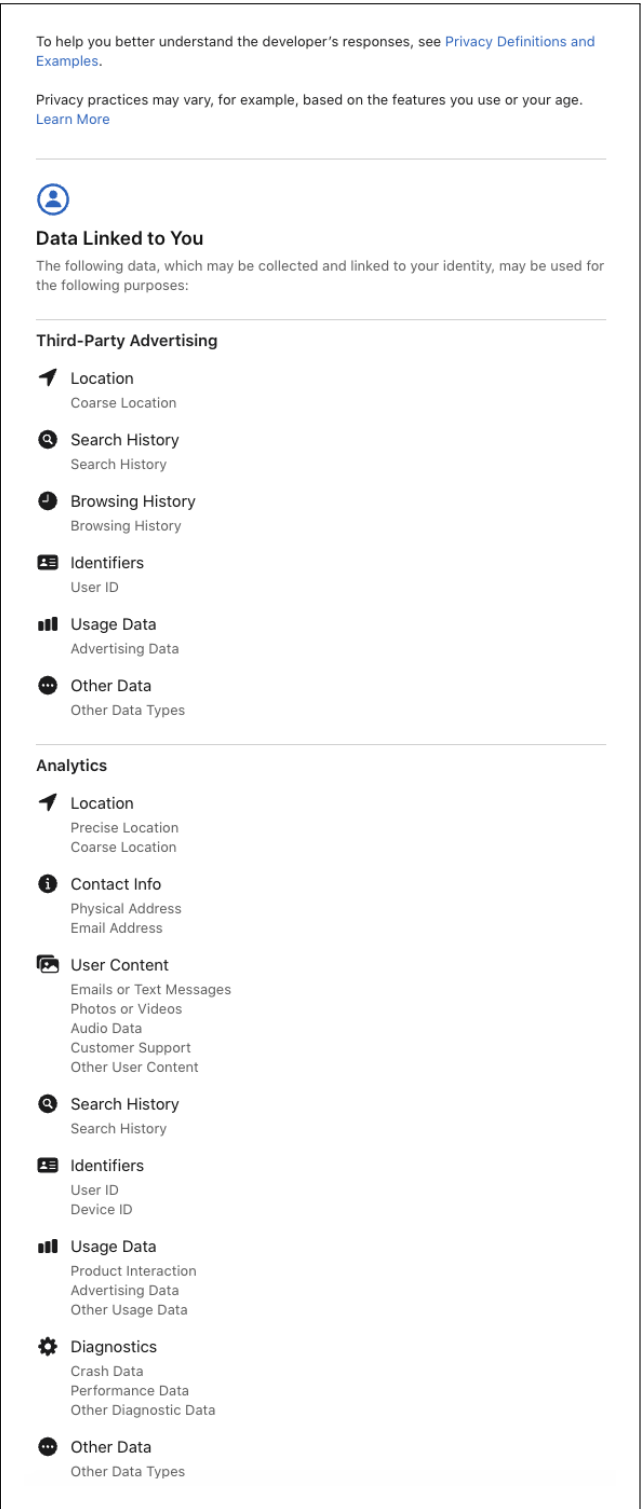 To help you better understand the developer’s responses, see Privacy Definitions and
Examples.
Privacy practices may vary, for example, based on the features you use or your age.
Learn More
Data Linked to You
The following data, which may be collected and linked to your identity, may be used for
the following purposes:
Third-Party Advertising
Location
Coarse Location
Search History
Search History
Browsing History
Browsing History
Identifiers
User ID
Usage Data
Advertising Data
Other Data
Other Data Types
Analytics
Location
Precise Location
Coarse Location
Contact Info
Physical Address
Email Address
User Content
Emails or Text Messages
Photos or Videos
Audio Data
Customer Support
Other User Content
Search History
Search History
Identifiers
User ID
Device ID
Usage Data
Product Interaction
Advertising Data
Other Usage Data
Diagnostics
Crash Data
Performance Data
Other Diagnostic Data
Other Data
Other Data Types